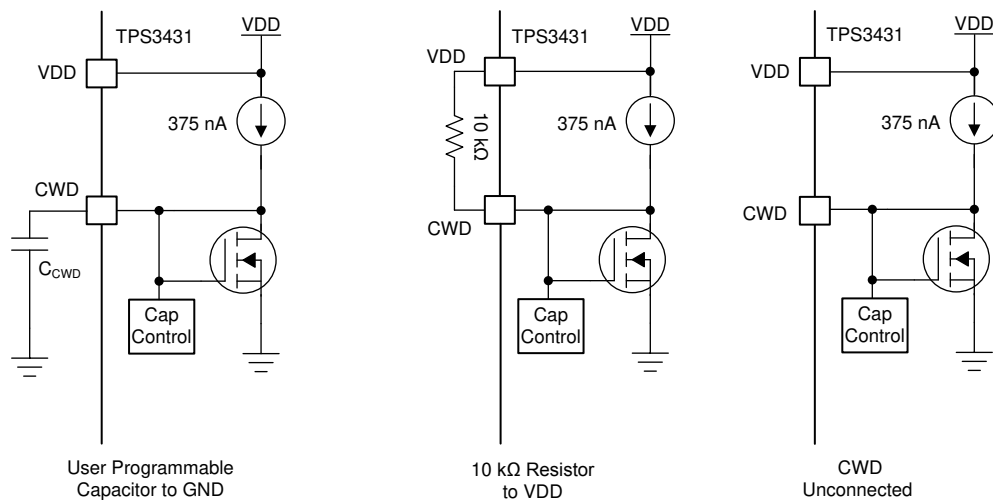 TPS3431
VDD
VDD
375 nA
CWD
CCWD
Cap
Control
User Programmable
Capacitor to GND
TPS3431
VDD
VDD
10 kΩ
375 nA
CWD
Cap
Control
10 kΩ Resistor
to VDD
TPS3431
VDD
VDD
375 nA
CWD
Cap
Control
CWD
Unconnected